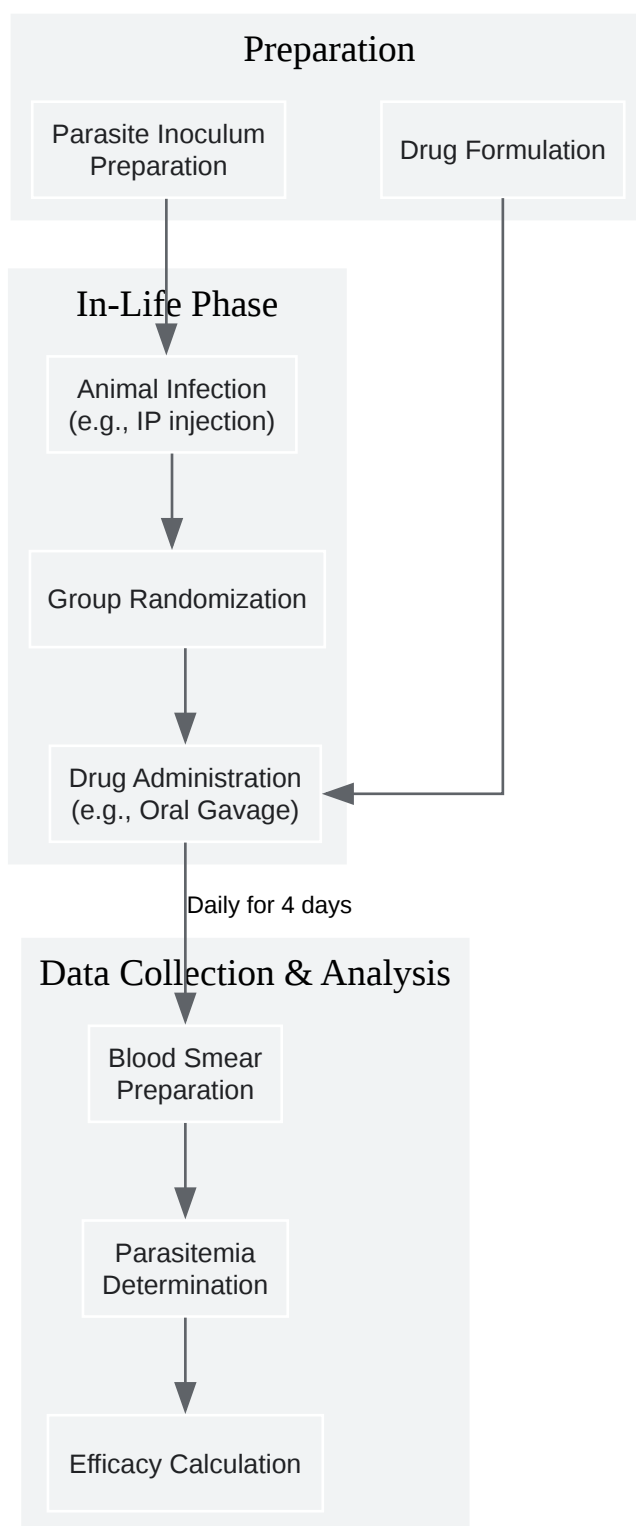 Preparation
Parasite Inoculum
Preparation
Drug Formulation
In-Life Phase
Animal Infection
(e.g., IP injection)
Group Randomization
Drug Administration
(e.g., Oral Gavage)
Daily for 4 days
Data Collection & Analysis
Blood Smear
Preparation
Parasitemia
Determination
Efficacy Calculation